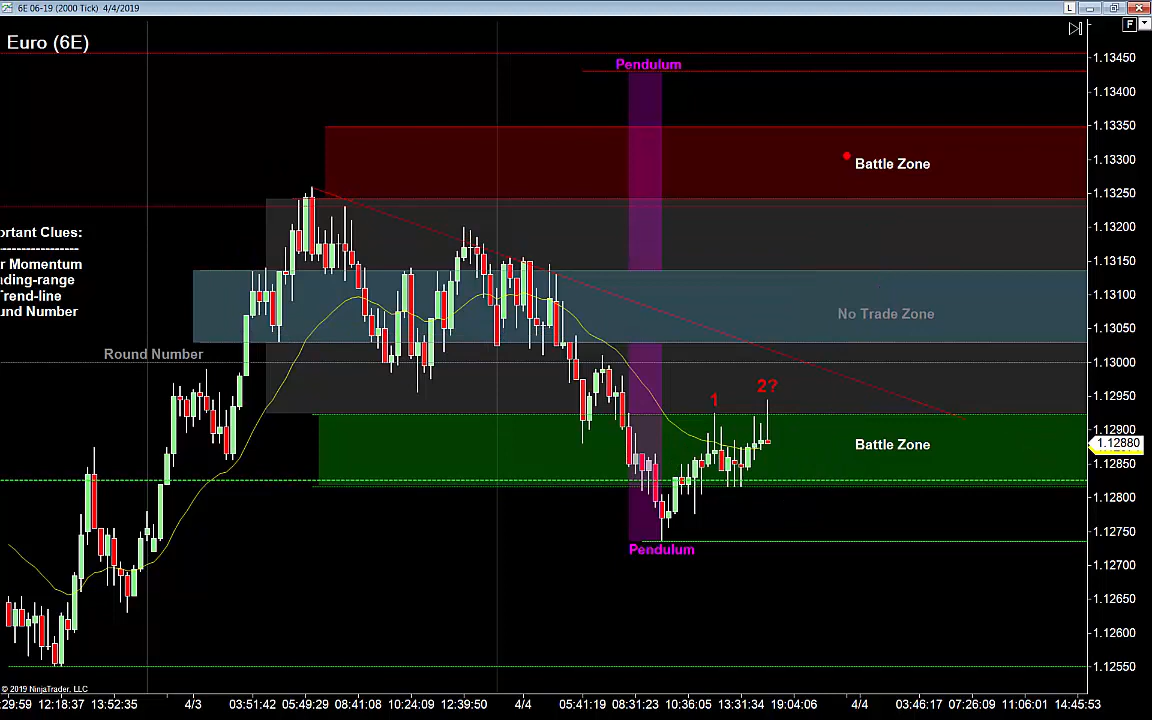 6E 06-19 (2000 Tick) 4/4/2019
L
F
Euro (6E)
Pendulum
1.13450
1.13400
1.13350
1.13300
1.13250
1.13200
1.13150
1.13100
1.13050
1.13000
1.12950
1.12900
1.12880
1.12850
1.12800
1.12750
1.12700
1.12650
1.12600
1.12550
Battle Zone
ortant Clues:
-----------------
r Momentum
ading-range
Trend-line
und Number
No Trade Zone
Round Number
1
2?
Battle Zone
Pendulum
© 2019 NinjaTrader, LLC
:29:59 12:18:37 13:52:35 4/3 03:51:42 05:49:29 08:41:09 10:24:09 12:39:50 4/4 05:41:19 08:31:23 10:36:05 13:31:34 19:04:06 4/4 03:46:17 07:26:09 11:06:01 14:45:53